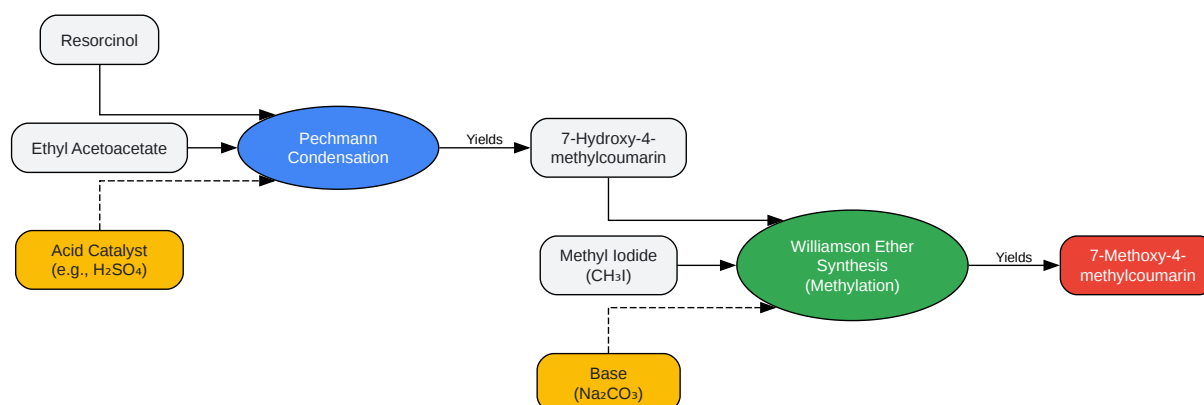 Resorcinol
Ethyl Acetoacetate
Acid Catalyst
(e.g., H₂SO₄)
Pechmann
Condensation
Yields
7-Hydroxy-4-
methylcoumarin
Methyl Iodide
(CH₃I)
Base
(Na₂CO₃)
Williamson Ether
Synthesis
(Methylation)
Yields
7-Methoxy-4-
methylcoumarin